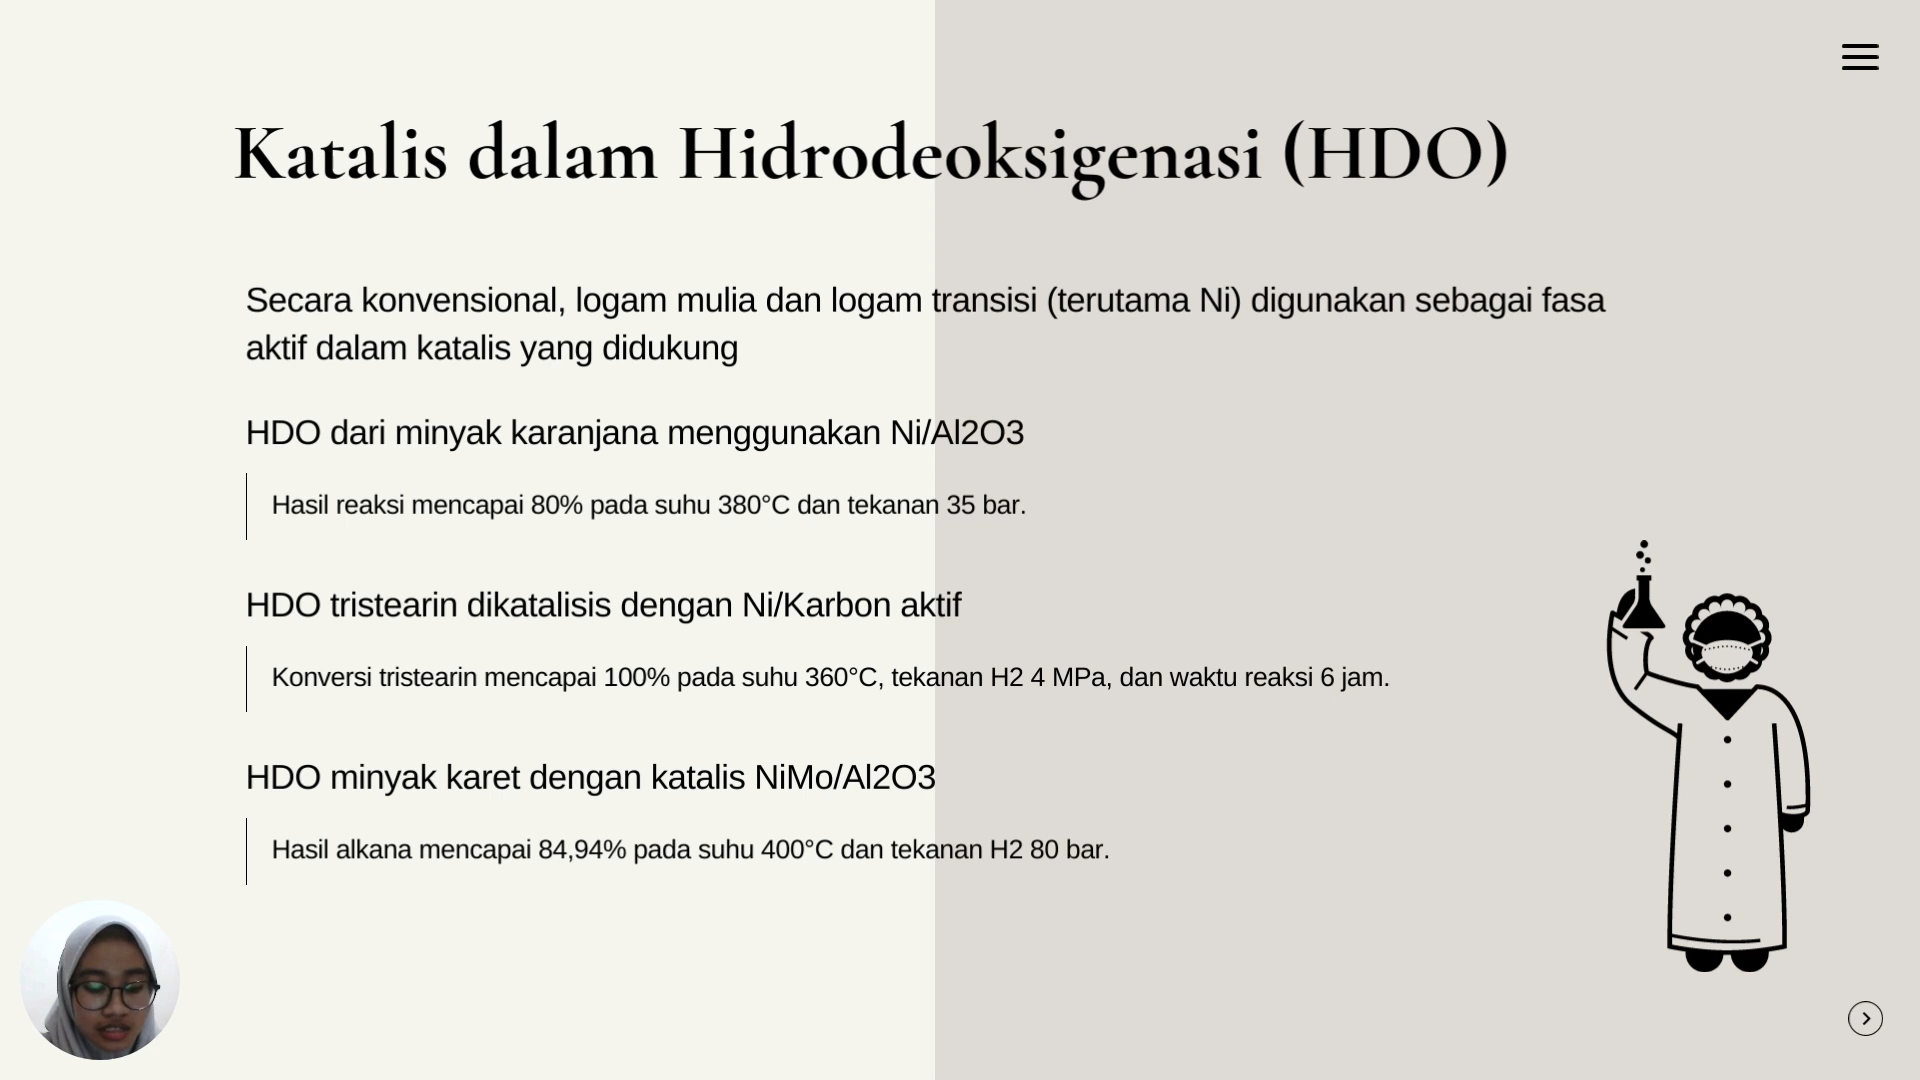 Katalis dalam Hidrodeoksigenasi (HDO)
Secara konvensional, logam mulia dan logam transisi (terutama Ni) digunakan sebagai fasa
aktif dalam katalis yang didukung
HDO dari minyak karanjana menggunakan Ni/Al2O3
Hasil reaksi mencapai 80% pada suhu 380°C dan tekanan 35 bar.
HDO tristearin dikatalisis dengan Ni/Karbon aktif
Konversi tristearin mencapai 100% pada suhu 360°C, tekanan H2 4 MPa, dan waktu reaksi 6 jam.
HDO minyak karet dengan katalis NiMo/Al2O3
Hasil alkana mencapai 84,94% pada suhu 400°C dan tekanan H2 80 bar.